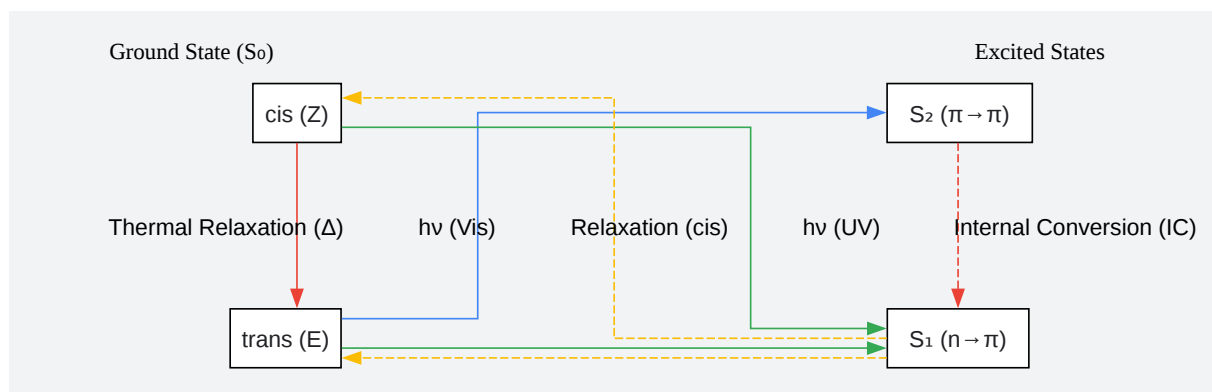 Ground State (S₀)
Excited States
cis (Z)
S₂ (π→π)
Thermal Relaxation (Δ)
hν (Vis)
Relaxation (cis)
hν (UV)
Internal Conversion (IC)
trans (E)
S₁ (n→π)